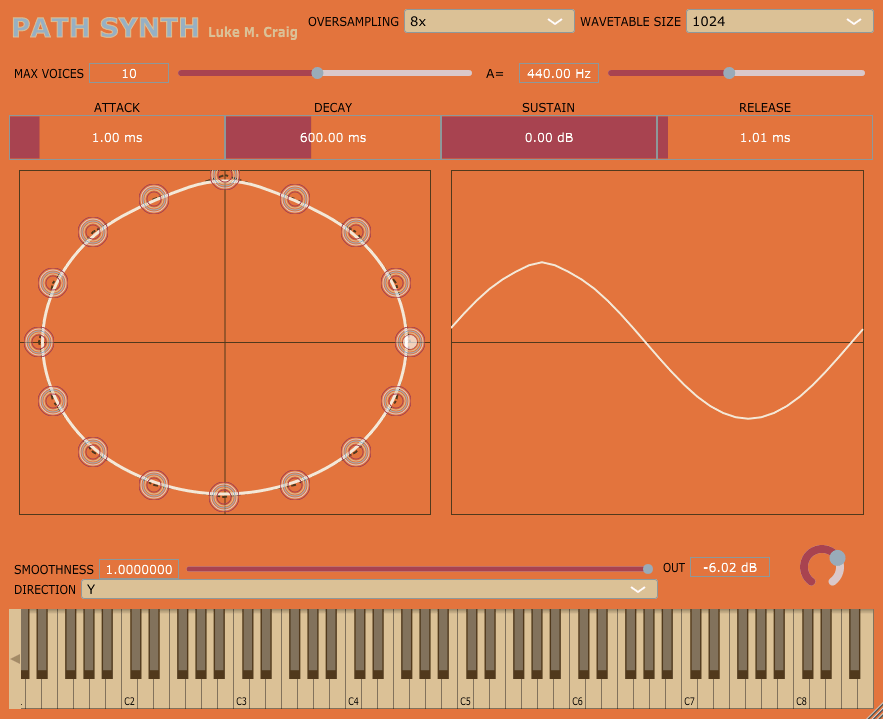 PATH SYNTH Luke M. Craig OVERSAMPLING 8x WAVETABLE SIZE 1024
MAX VOICES 10 A= 440.00 Hz
ATTACK DECAY SUSTAIN RELEASE
1.00 ms 600.00 ms 0.00 dB 1.01 ms
SMOOTHNESS 1.0000000 OUT -6.02 dB
DIRECTION Y
C2 C3 C4 C5 C6 C7 C8